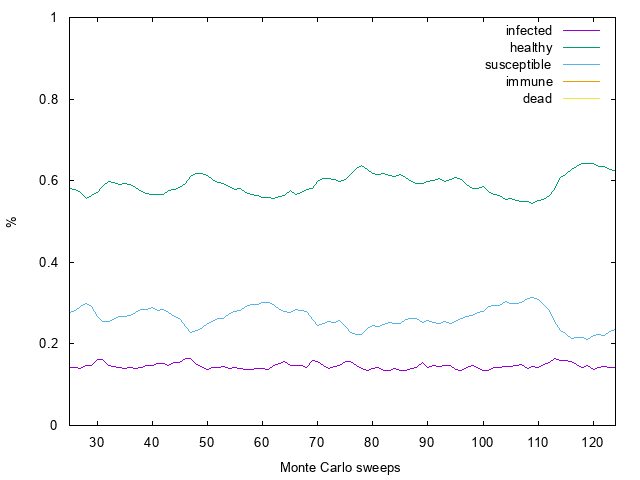 1
infected
healthy
susceptible
immune
dead
0.8
0.6
%
0.4
0.2
0
30 40 50 60 70 80 90 100 110 120
Monte Carlo sweeps